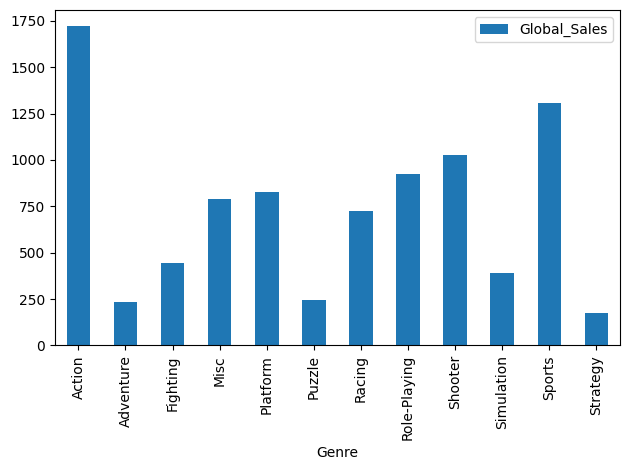 1750
1500
1250
1000
750
500
250
0
Global_Sales
Action
Adventure
Fighting
Misc
Platform
Puzzle
Racing
Role-Playing
Shooter
Simulation
Sports
Strategy
Genre